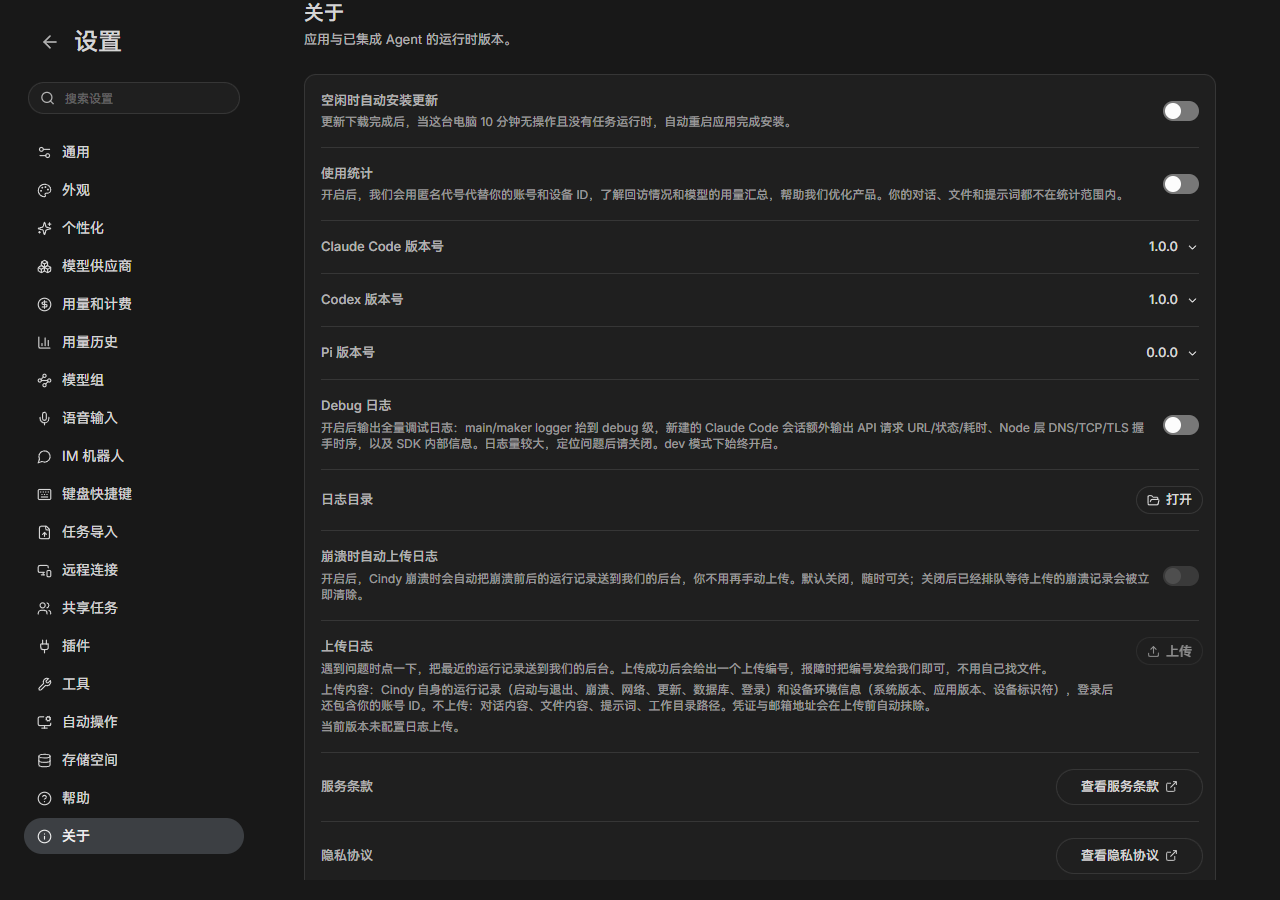 设置
搜索设置
通用
外观
个性化
模型供应商
用量和计费
用量历史
模型组
语音输入
IM 机器人
键盘快捷键
任务导入
远程连接
共享任务
插件
工具
自动操作
存储空间
帮助
关于
关于
应用与已集成 Agent 的运行时版本。
空闲时自动安装更新
更新下载完成后，当这台电脑 10 分钟无操作且没有任务运行时，自动重启应用完成安装。
使用统计
开启后，我们会用匿名代号代替你的账号和设备 ID，了解回访情况和模型的用量汇总，帮助我们优化产品。你的对话、文件和提示词都不在统计范围内。
Claude Code 版本号
1.0.0
Codex 版本号
1.0.0
Pi 版本号
0.0.0
Debug 日志
开启后输出全量调试日志：main/maker logger 抬到 debug 级，新建的 Claude Code 会话额外输出 API 请求 URL/状态/耗时、Node 层 DNS/TCP/TLS 握
手时序，以及 SDK 内部信息。日志量较大，定位问题后请关闭。dev 模式下始终开启。
日志目录
打开
崩溃时自动上传日志
开启后，Cindy 崩溃时会自动把崩溃前后的运行记录送到我们的后台，你不用再手动上传。默认关闭，随时可关；关闭后已经排队等待上传的崩溃记录会被立
即清除。
上传日志
上传
遇到问题时点一下，把最近的运行记录送到我们的后台。上传成功后会给出一个上传编号，报障时把编号发给我们即可，不用自己找文件。
上传内容：Cindy 自身的运行记录（启动与退出、崩溃、网络、更新、数据库、登录）和设备环境信息（系统版本、应用版本、设备标识符），登录后
还包含你的账号 ID。不上传：对话内容、文件内容、提示词、工作目录路径。凭证与邮箱地址会在上传前自动抹除。
当前版本未配置日志上传。
服务条款
查看服务条款
隐私协议
查看隐私协议